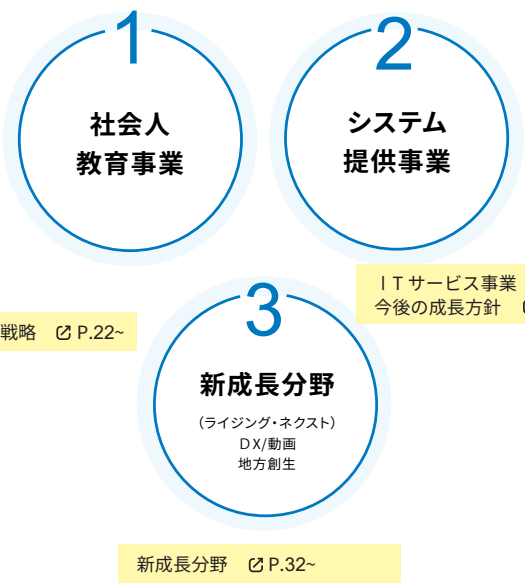 1
社会人
教育事業
2
システム
提供事業
ITサービス事業
今後の成長方針
戦略 P.22~
3
新成長分野
(ライジング・ネクスト)
DX/動画
地方創生
新成長分野 P.32~